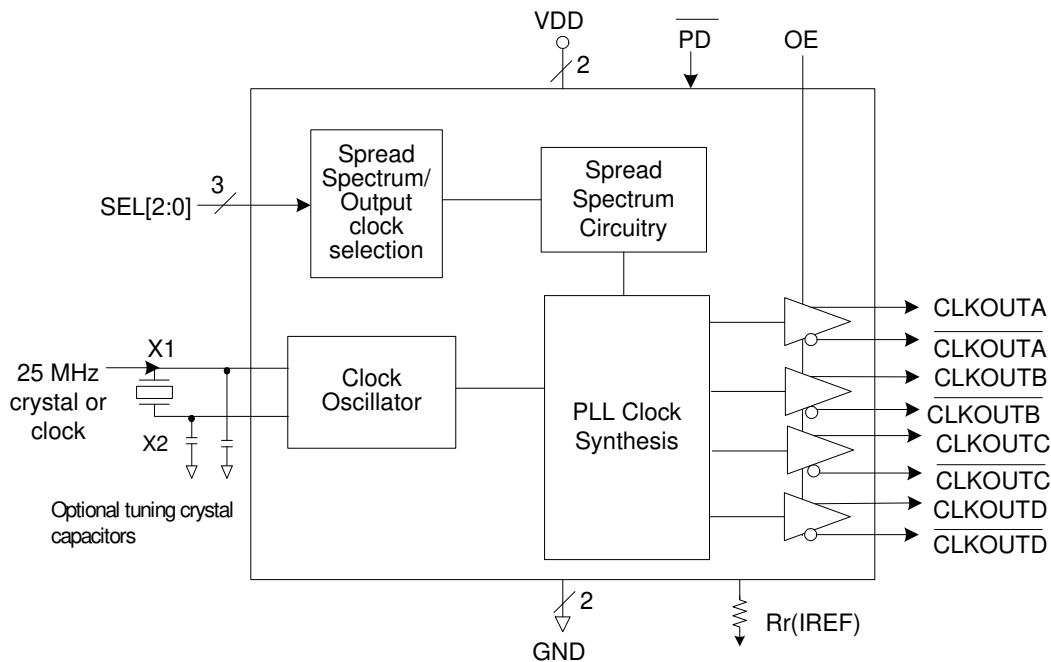 VDD
PD
OE
2
3
SEL[2:0]
Spread
Spectrum/
Output
clock
selection
Spread
Spectrum
Circuitry
X1
25 MHz
crystal or
clock
X2
Clock
Oscillator
PLL Clock
Synthesis
CLKOUTA
CLKOUTA
CLKOUTB
CLKOUTB
CLKOUTC
CLKOUTC
CLKOUTD
CLKOUTD
Optional tuning crystal
capacitors
2
GND
Rr(IREF)